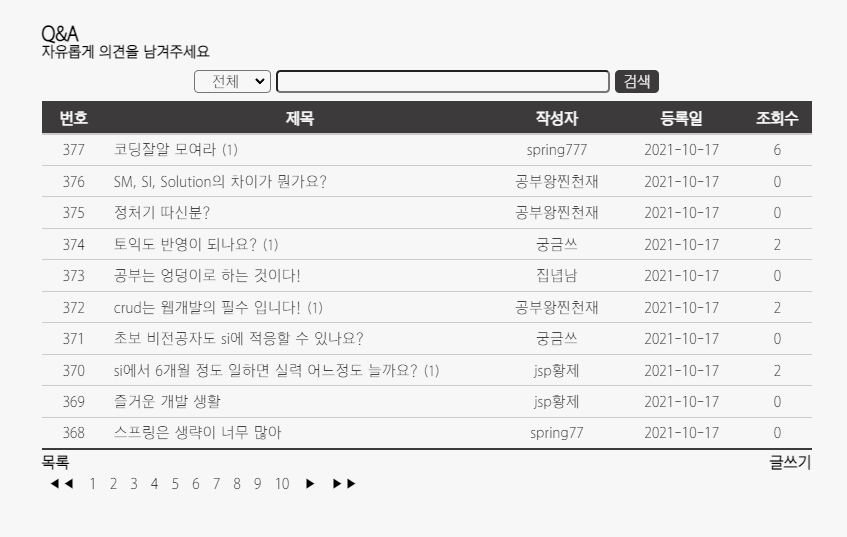 Q&A
자유롭게 의견을 남겨주세요
전체 검색
번호 제목 작성자 등록일 조회수
377 코딩잘알 모여라 (1) spring777 2021-10-17 6
376 SM, SI, Solution의 차이가 뭔가요? 공부왕찐천재 2021-10-17 0
375 정처기 따신분? 공부왕찐천재 2021-10-17 0
374 토익도 반영이 되나요? (1) 궁금쓰 2021-10-17 2
373 공부는 엉덩이로 하는 것이다! 집념남 2021-10-17 0
372 crud는 웹개발의 필수 입니다! (1) 공부왕찐천재 2021-10-17 2
371 초보 비전공자도 si에 적응할 수 있나요? 궁금쓰 2021-10-17 0
370 si에서 6개월 정도 일하면 실력 어느정도 늘까요? (1) jsp황제 2021-10-17 2
369 즐거운 개발 생활 jsp황제 2021-10-17 0
368 스프링은 생략이 너무 많아 spring77 2021-10-17 0
목록 글쓰기
◀◀ 1 2 3 4 5 6 7 8 9 10 ▶ ▶▶